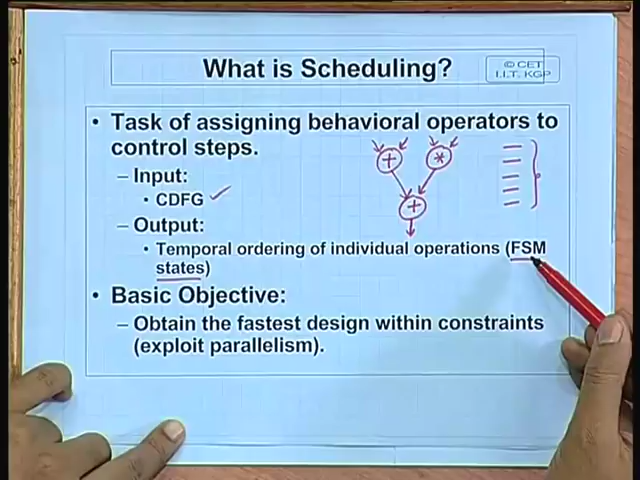 What is Scheduling?
© CET
I.I.T. KGP
• Task of assigning behavioral operators to
control steps.
– Input:
• CDFG
– Output:
• Temporal ordering of individual operations (FSM
states)
• Basic Objective:
– Obtain the fastest design within constraints
(exploit parallelism).
+ *
+